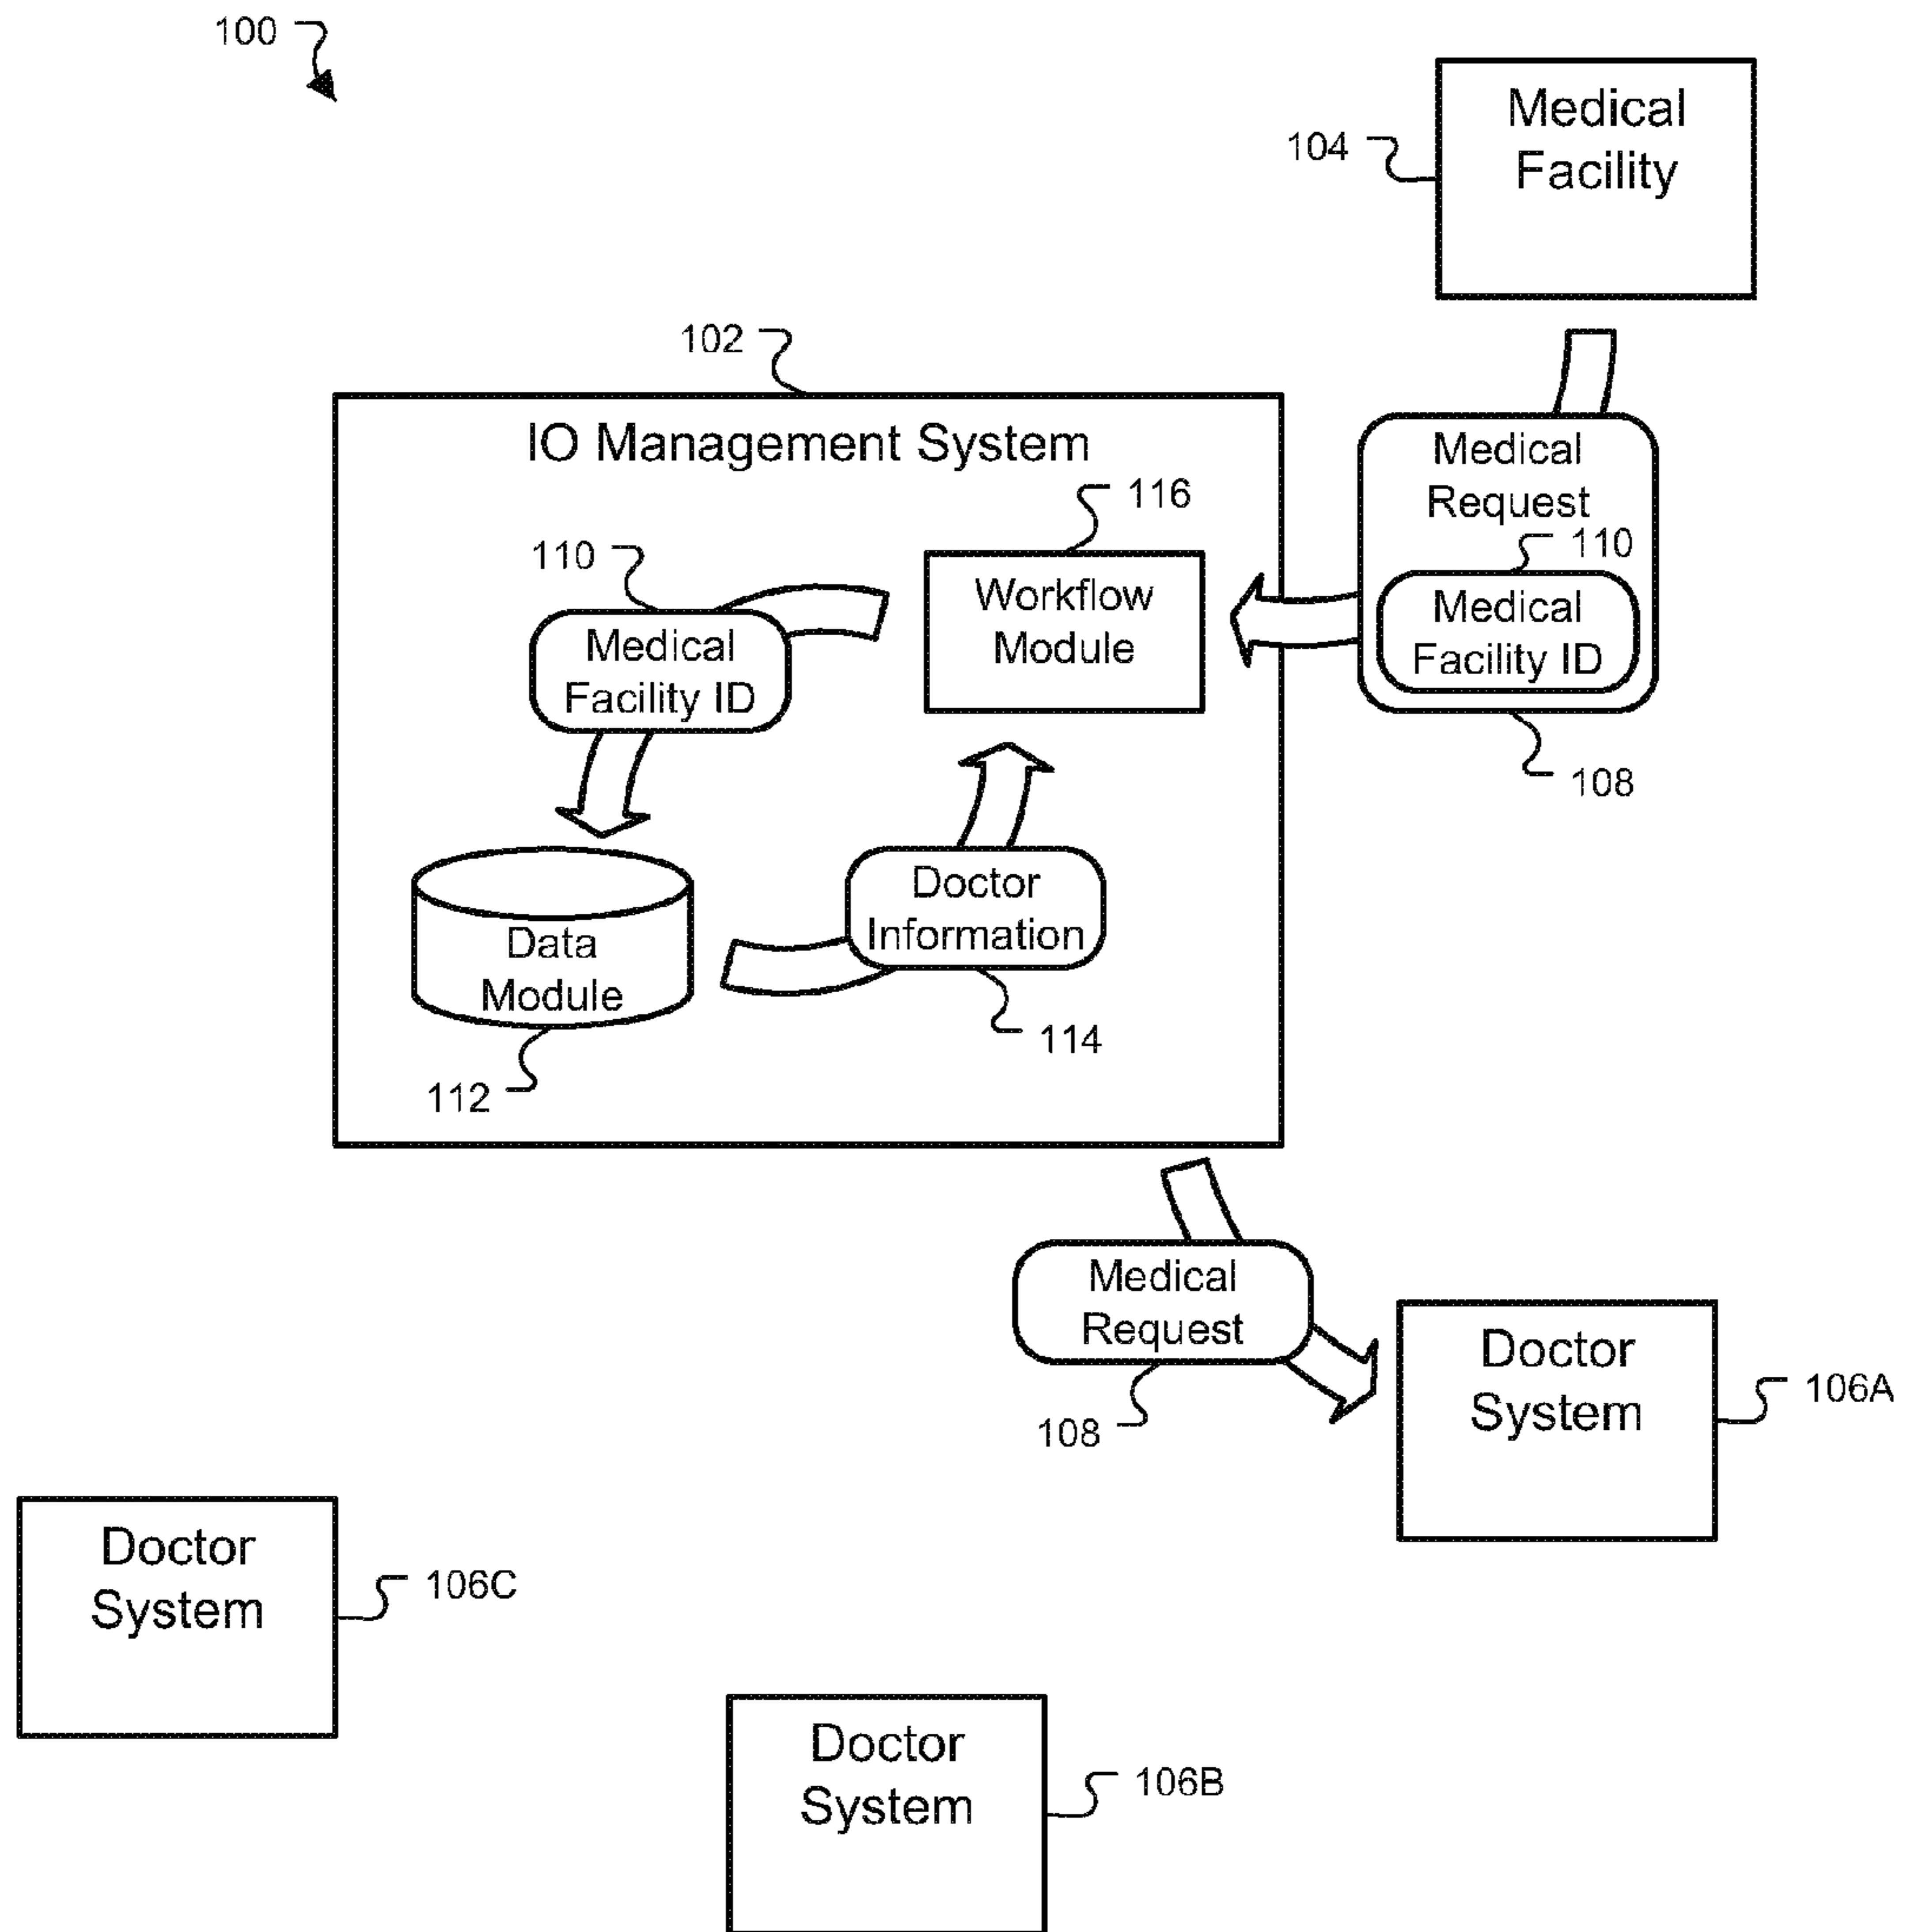 100
Medical
Facility
104
102
IO Management System
Medical
Request
116
110
110
Workflow
Module
Medical
Facility ID
Medical
Facility ID
108
Doctor
Information
Data
Module
114
112
Medical
Request
108
Doctor
System
106A
Doctor
System
106C
Doctor
System
106B